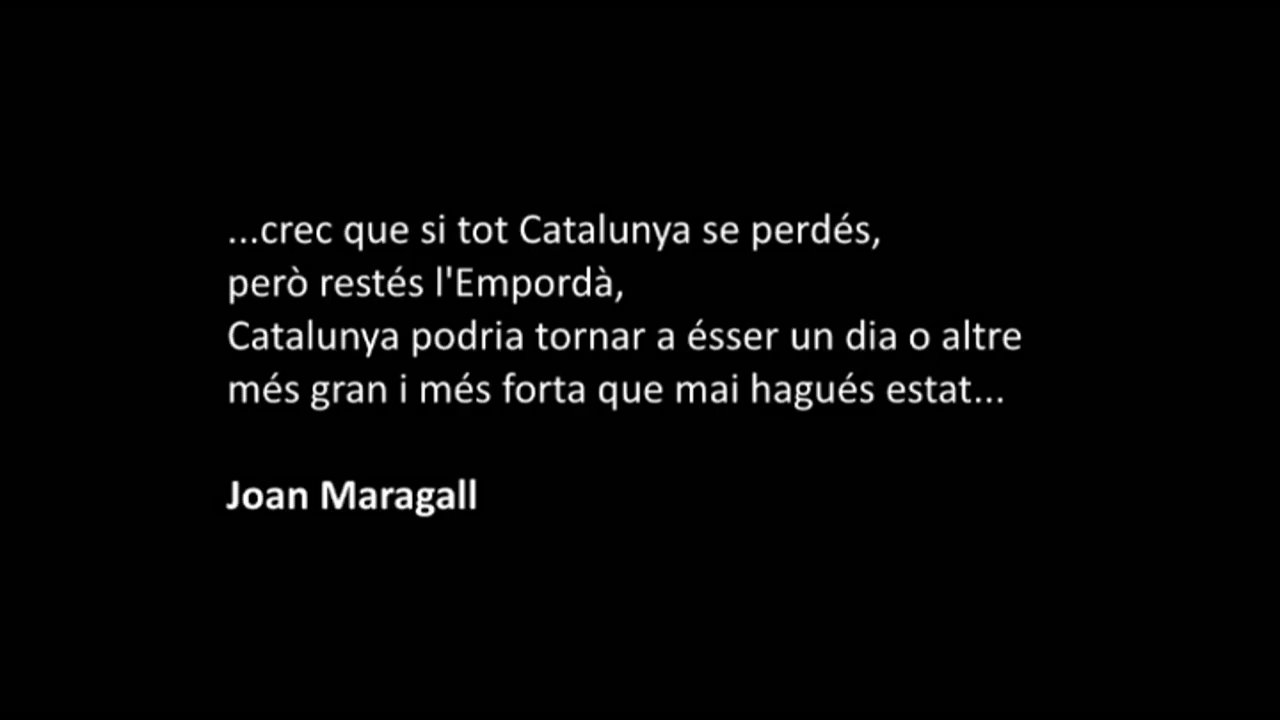 ...crec que si tot Catalunya se perdés,
però restés l'Empordà,
Catalunya podria tornar a ésser un dia o altre
més gran i més forta que mai hagués estat...
Joan Maragall